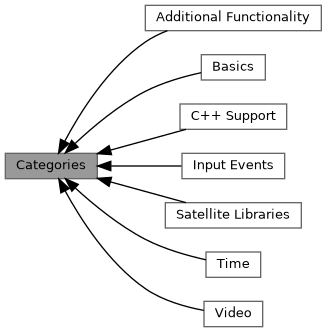 Additional Functionality
Basics
C++ Support
Categories
Input Events
Satellite Libraries
Time
Video